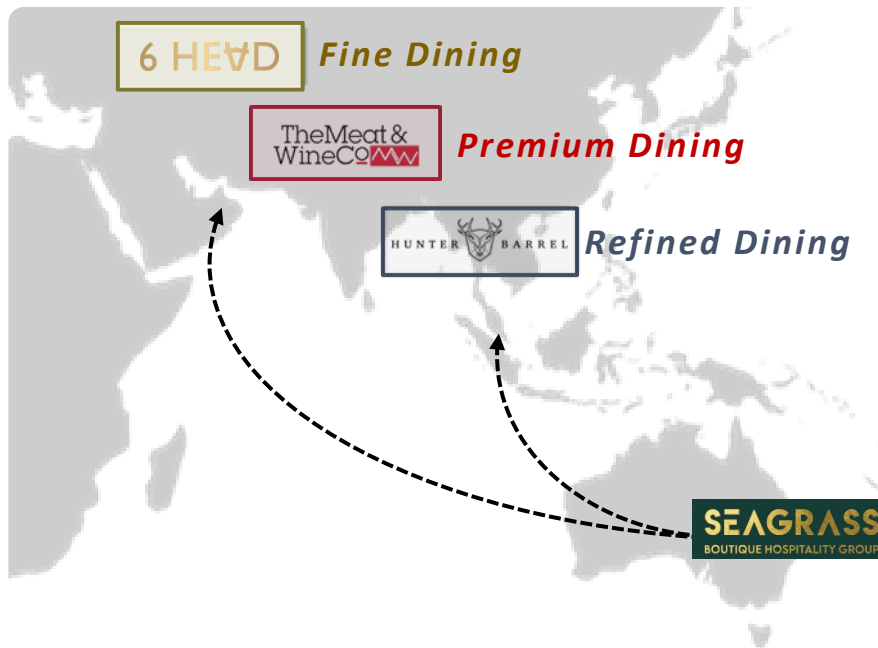 6 HEAD Fine Dining
TheMeat &
WineCo Premium Dining
HUNTER BARREL Refined Dining
SEAGRASS
BOUTIQUE HOSPITALITY GROUP